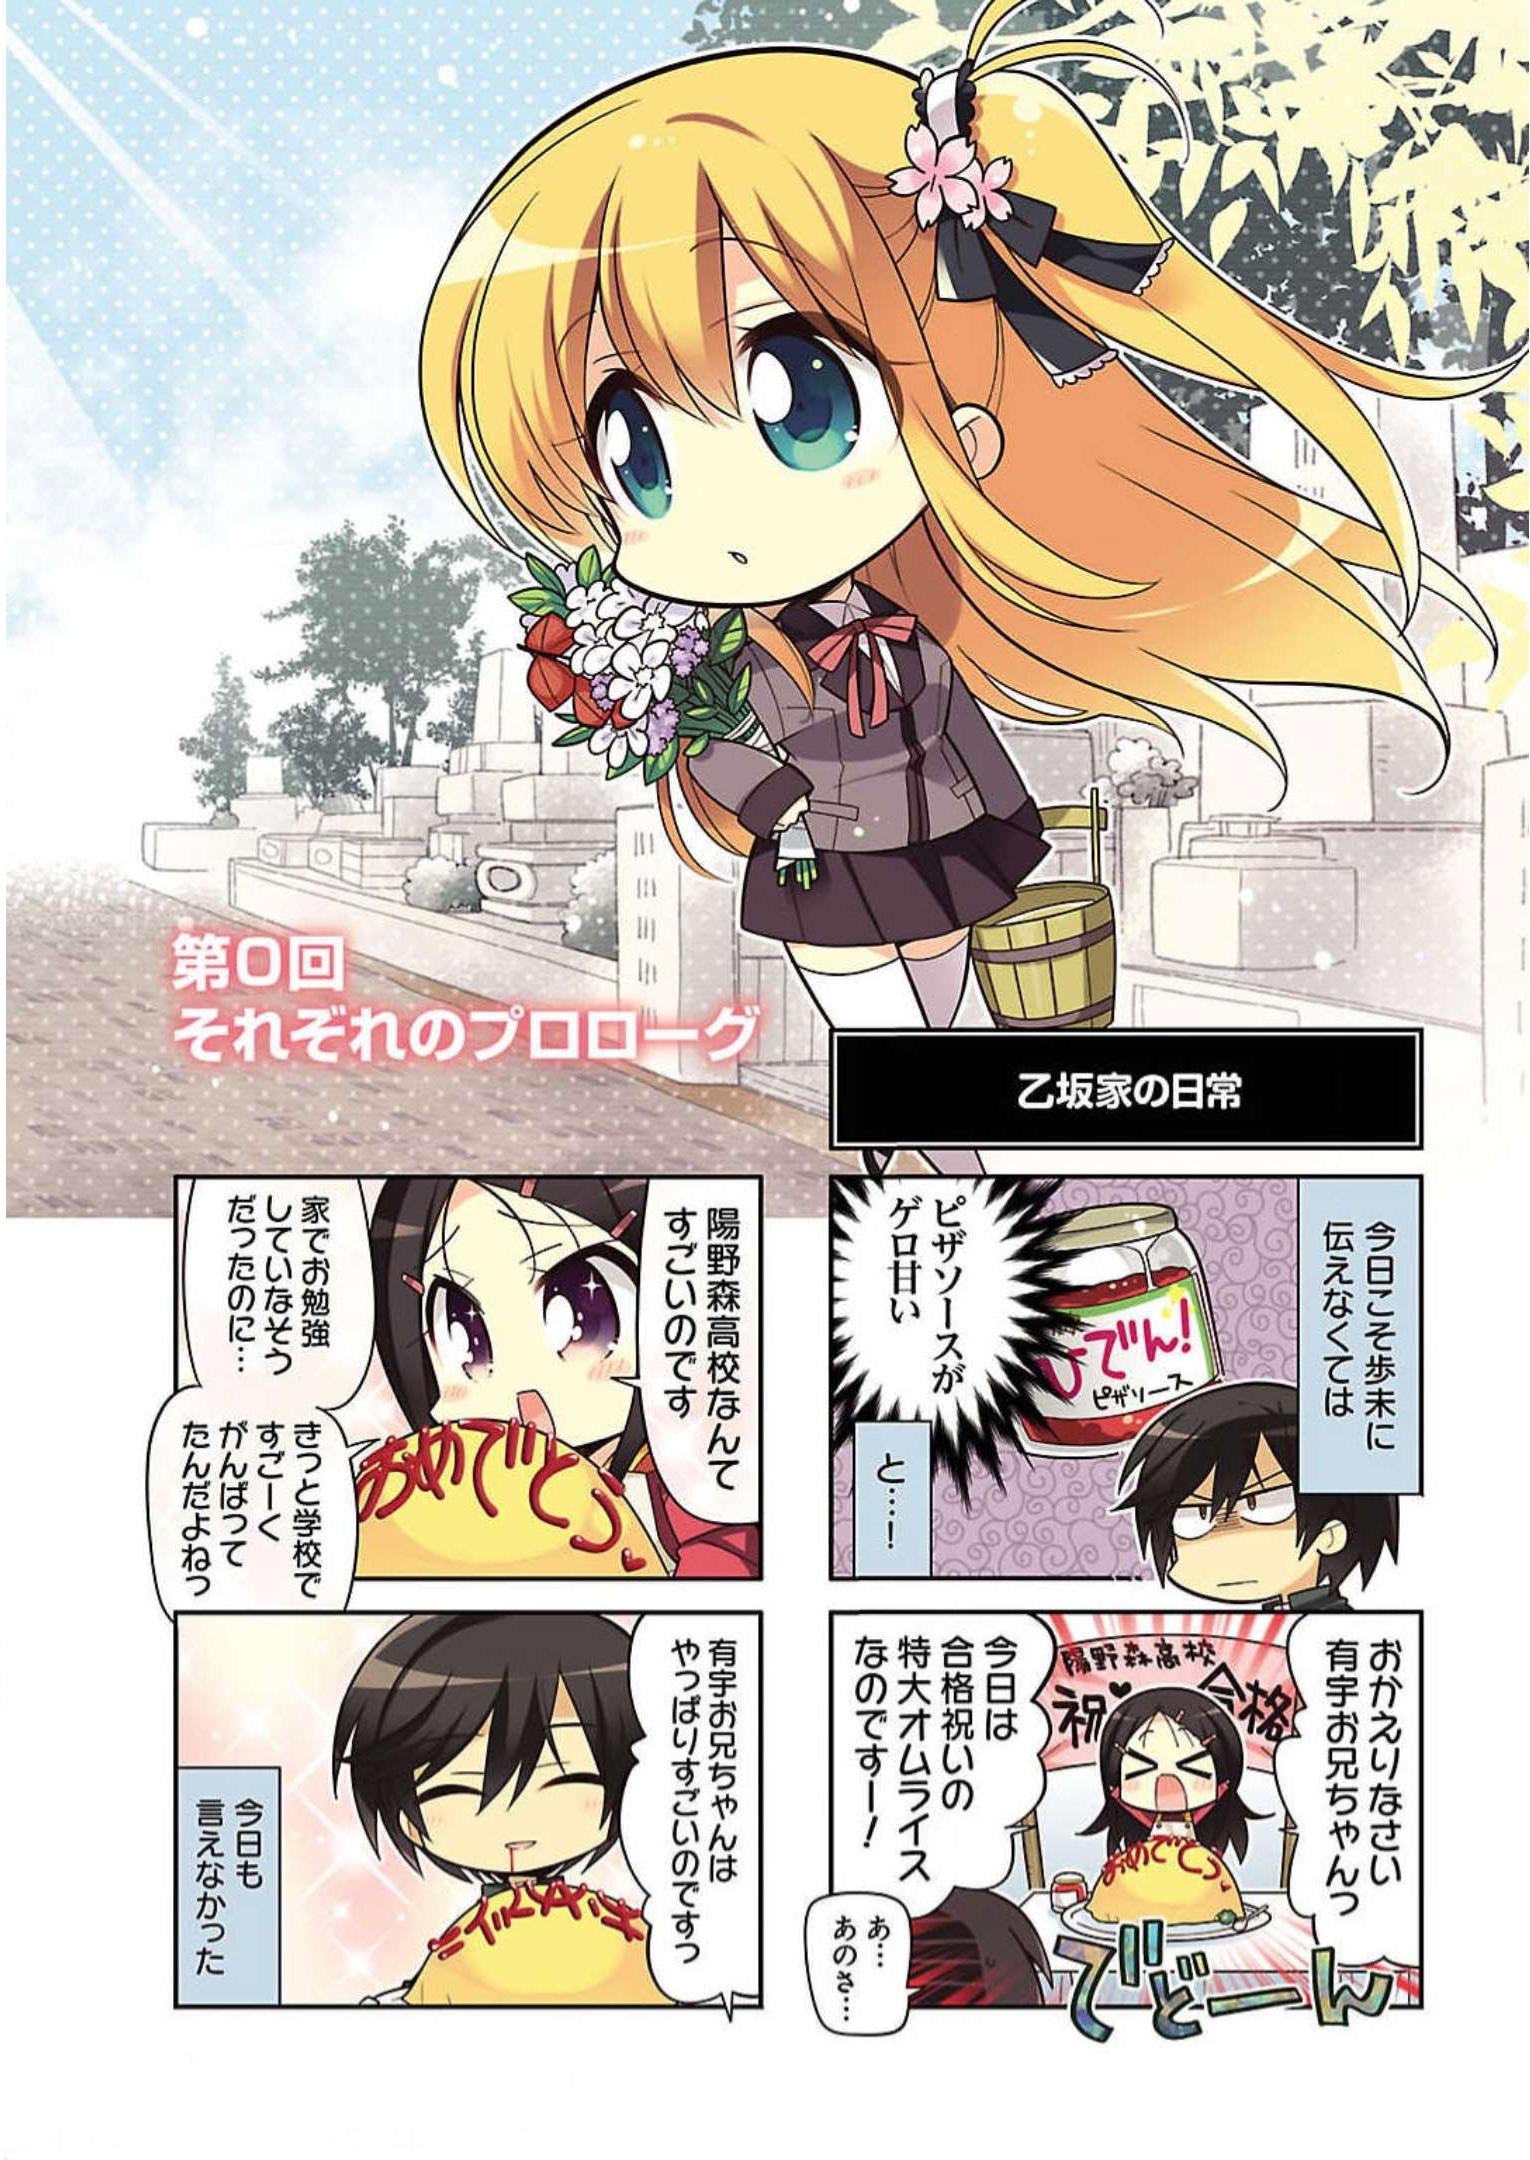 第0回
それぞれのプロローグ
乙坂家の日常
今日こそ歩未に
伝えなくては
ひでん!
ピザソース
ピザソースが
ゲロ甘い
と…!
おかえりなさい
有宇お兄ちゃんっ
陽野森高校
祝♥合格
おめでとう
今日は
合格祝いの
特大オムライス
なのですー!
でどーん
あ…
あのさ…
陽野森高校なんて
すごいのです
おめでとう
家でお勉強
していなそう
だったのに…
きっと学校で
すごーく
がんばって
たんだよねっ
有宇お兄ちゃんは
やっぱりすごいのですっ
今日も
言えなかった